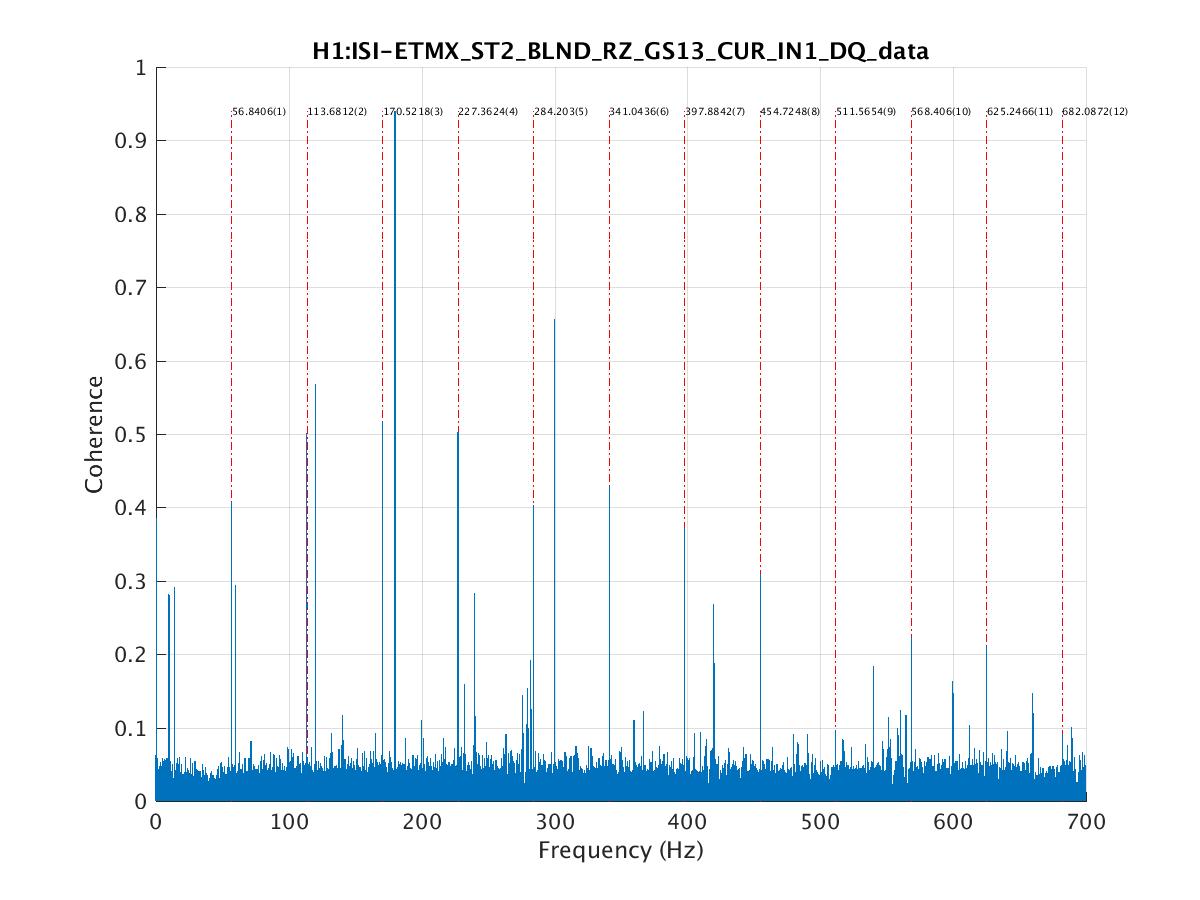 H1:ISI-ETMX_ST2_BLND_RZ_GS13_CUR_IN1_DQ_data
1
56.8406(1) 113.6812(2) 170.5218(3) 227.3624(4) 284.203(5) 341.0436(6) 397.8842(7) 454.7248(8) 511.5654(9) 568.406(10) 625.2466(11) 682.0872(12)
0.9
0.8
0.7
0.6
0.5
0.4
0.3
0.2
0.1
0
Coherence
0 100 200 300 400 500 600 700
Frequency (Hz)